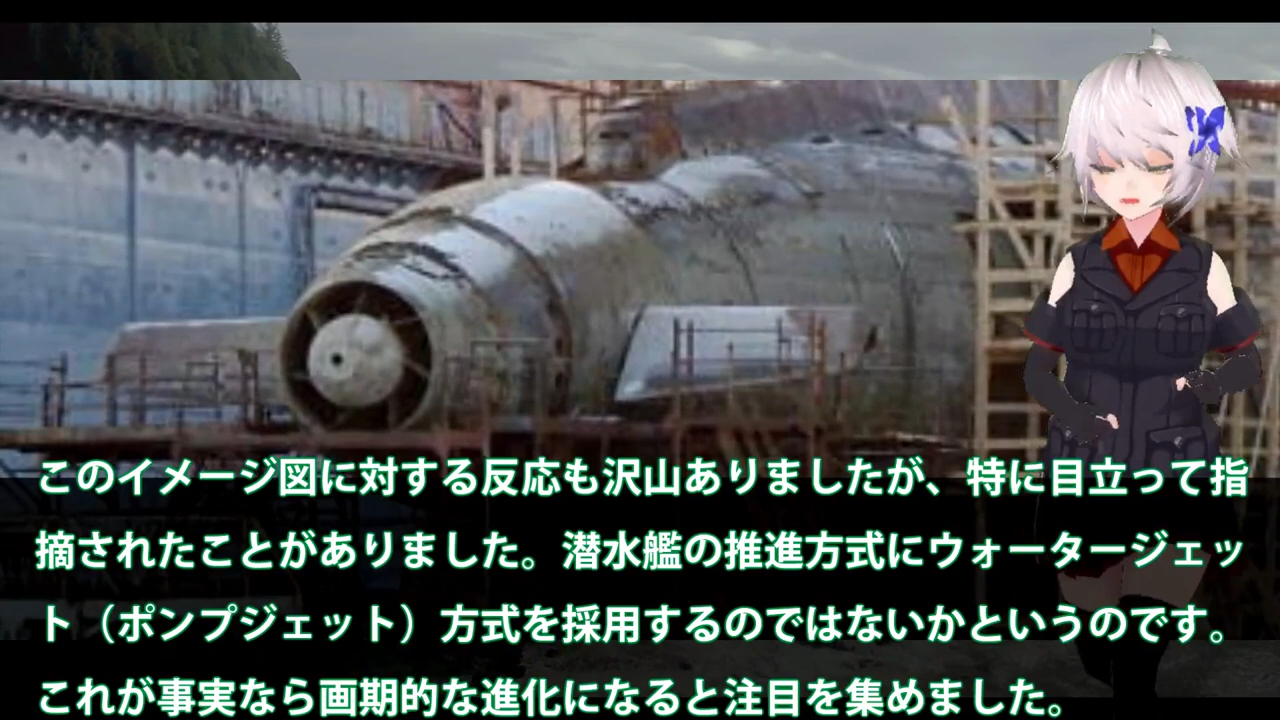 このイメージ図に対する反応も沢山ありましたが、特に目立って指
摘されたことがありました。潜水艦の推進方式にウォータージェッ
ト（ポンプジェット）方式を採用するのではないかというのです。
これが事実なら画期的な進化になると注目を集めました。